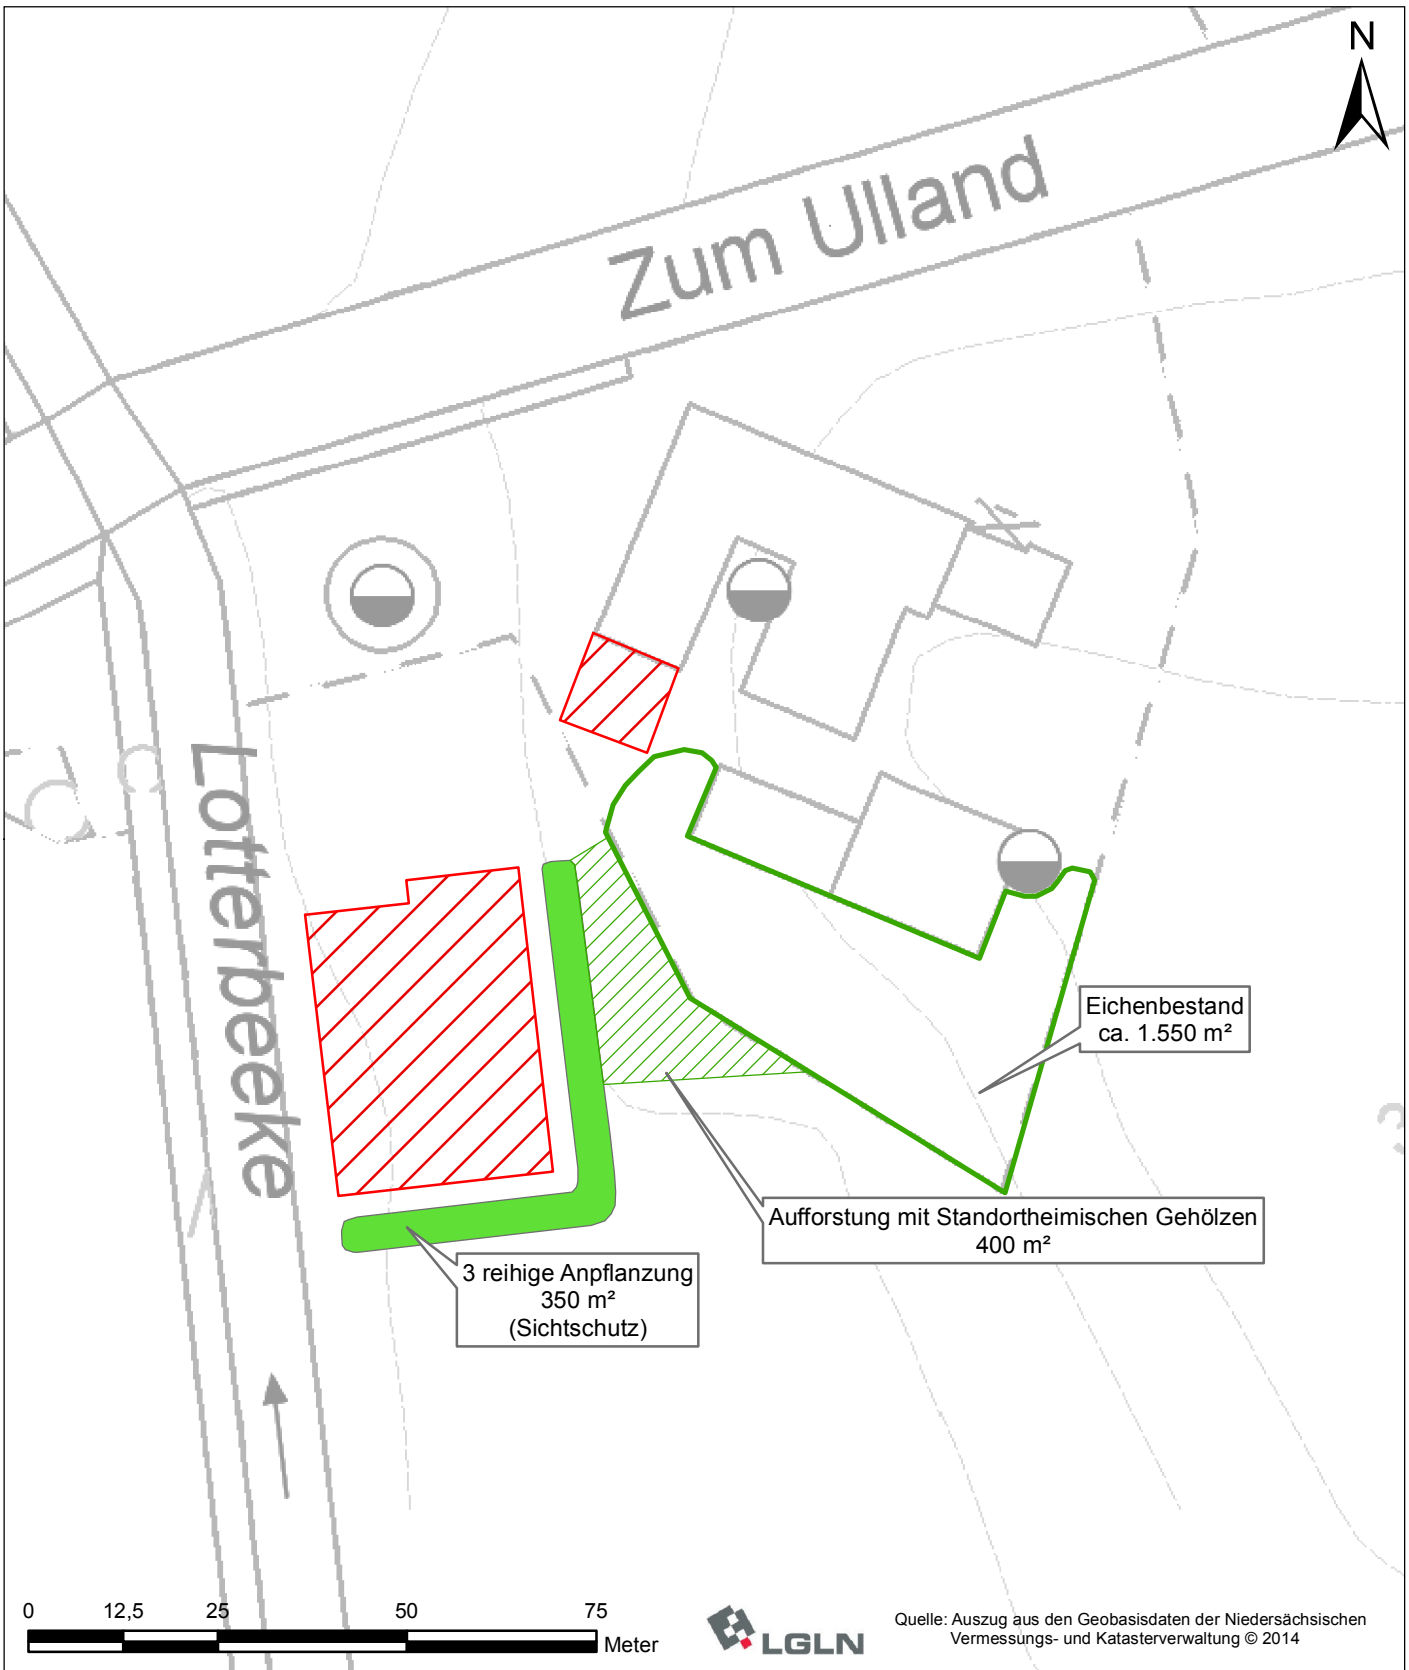 N
Zum Ulland
Lotterbeeke
Eichenbestand
ca. 1.550 m²
Aufforstung mit Standortheimischen Gehölzen
400 m²
3 reihige Anpflanzung
350 m²
(Sichtschutz)
0 12,5 25 50 75
Meter
LGLN
Quelle: Auszug aus den Geobasisdaten der Niedersächsischen
Vermessungs- und Katasterverwaltung © 2014